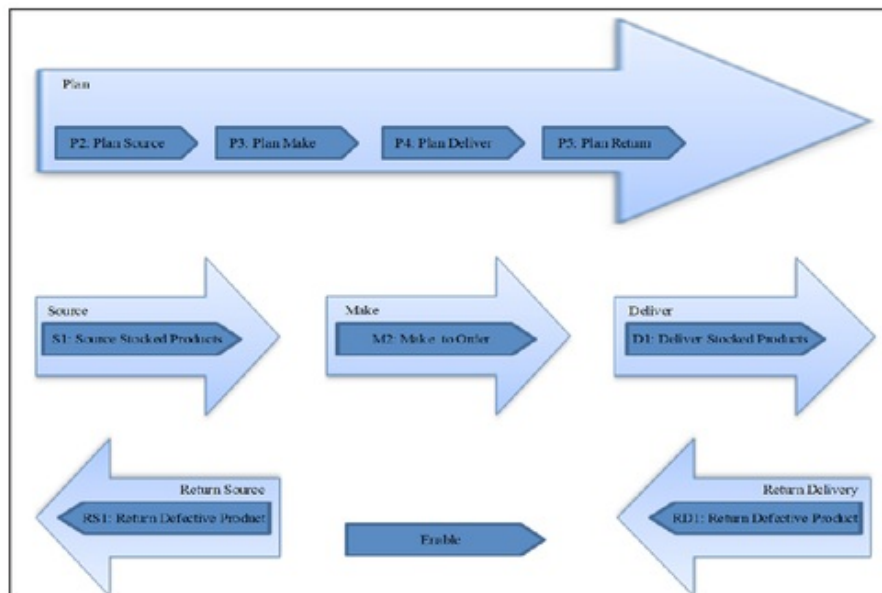 Plan
P2: Plan Source
P3: Plan Make
P4: Plan Deliver
P5: Plan Return
Source
S1: Source Stocked Products
Make
M2: Make to Order
Deliver
D1: Deliver Stocked Products
Return Source
RS1: Return Defective Product
Enable
Return Delivery
RD1: Return Defective Product